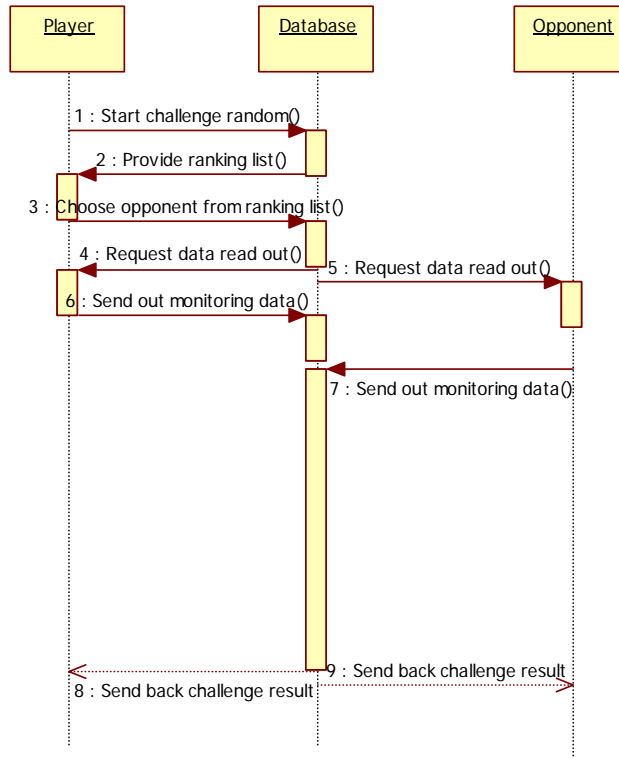 Player
Database
Opponent
1 : Start challenge random()
2 : Provide ranking list()
3 : Choose opponent from ranking list()
4 : Request data read out()
5 : Request data read out()
6 : Send out monitoring data()
7 : Send out monitoring data()
9 : Send back challenge result
8 : Send back challenge result